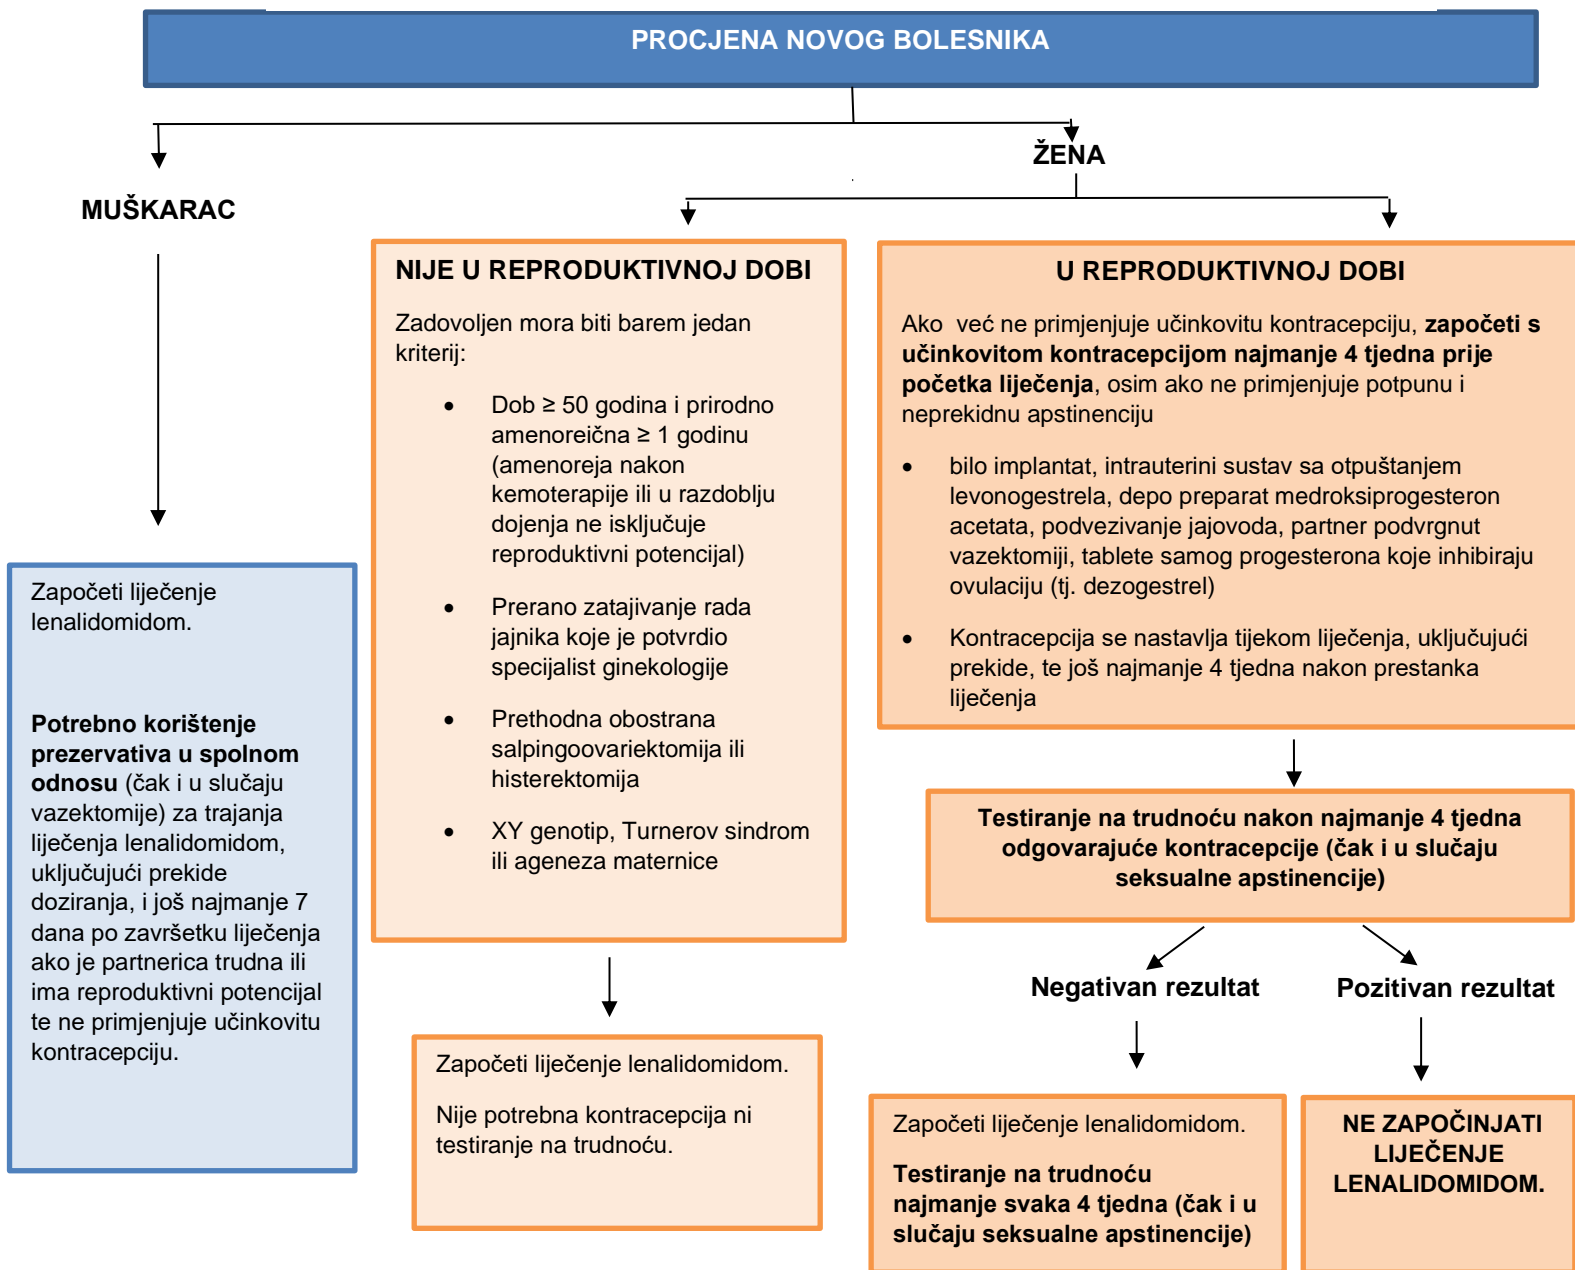 PROCJENA NOVOG BOLESNIKA
ŽENA
MUŠKARAC
Započeti liječenje
lenalidomidom.
Potrebno korištenje
prezervativa u spolnom
odnosu (čak i u slučaju
vazektomije) za trajanja
liječenja lenalidomidom,
uključujući prekide
doziranja, i još najmanje 7
dana po završetku liječenja
ako je partnerica trudna ili
ima reproduktivni potencijal
te ne primjenjuje učinkovitu
kontracepciju.
NIJE U REPRODUKTIVNOJ DOBI
Zadovoljen mora biti barem jedan
kriterij:
• Dob ≥ 50 godina i prirodno
amenoreična ≥ 1 godinu
(amenoreja nakon
kemoterapije ili u razdoblju
dojenja ne isključuje
reproduktivni potencijal)
• Prerano zatajivanje rada
jajnika koje je potvrdio
specijalist ginekologije
• Prethodna obostrana
salpingoovariektomija ili
histerektomija
• XY genotip, Turnerov sindrom
ili ageneza maternice
Započeti liječenje lenalidomidom.
Nije potrebna kontracepcija ni
testiranje na trudnoću.
U REPRODUKTIVNOJ DOBI
Ako već ne primjenjuje učinkovitu kontracepciju, započeti s
učinkovitom kontracepcijom najmanje 4 tjedna prije
početka liječenja, osim ako ne primjenjuje potpunu i
neprekidnu apstinenciju
• bilo implantat, intrauterini sustav sa otpuštanjem
levonogestrela, depo preparat medroksiprogesteron
acetata, podvezivanje jajovoda, partner podvrgnut
vazektomiji, tablete samog progesterona koje inhibiraju
ovulaciju (tj. dezogestrel)
• Kontracepcija se nastavlja tijekom liječenja, uključujući
prekide, te još najmanje 4 tjedna nakon prestanka
liječenja
Testiranje na trudnoću nakon najmanje 4 tjedna
odgovarajuće kontracepcije (čak i u slučaju
seksualne apstinencije)
Negativan rezultat
Pozitivan rezultat
Započeti liječenje lenalidomidom.
Testiranje na trudnoću
najmanje svaka 4 tjedna (čak i u
slučaju seksualne apstinencije)
NE ZAPOČINJATI
LIJEČENJE
LENALIDOMIDOM.